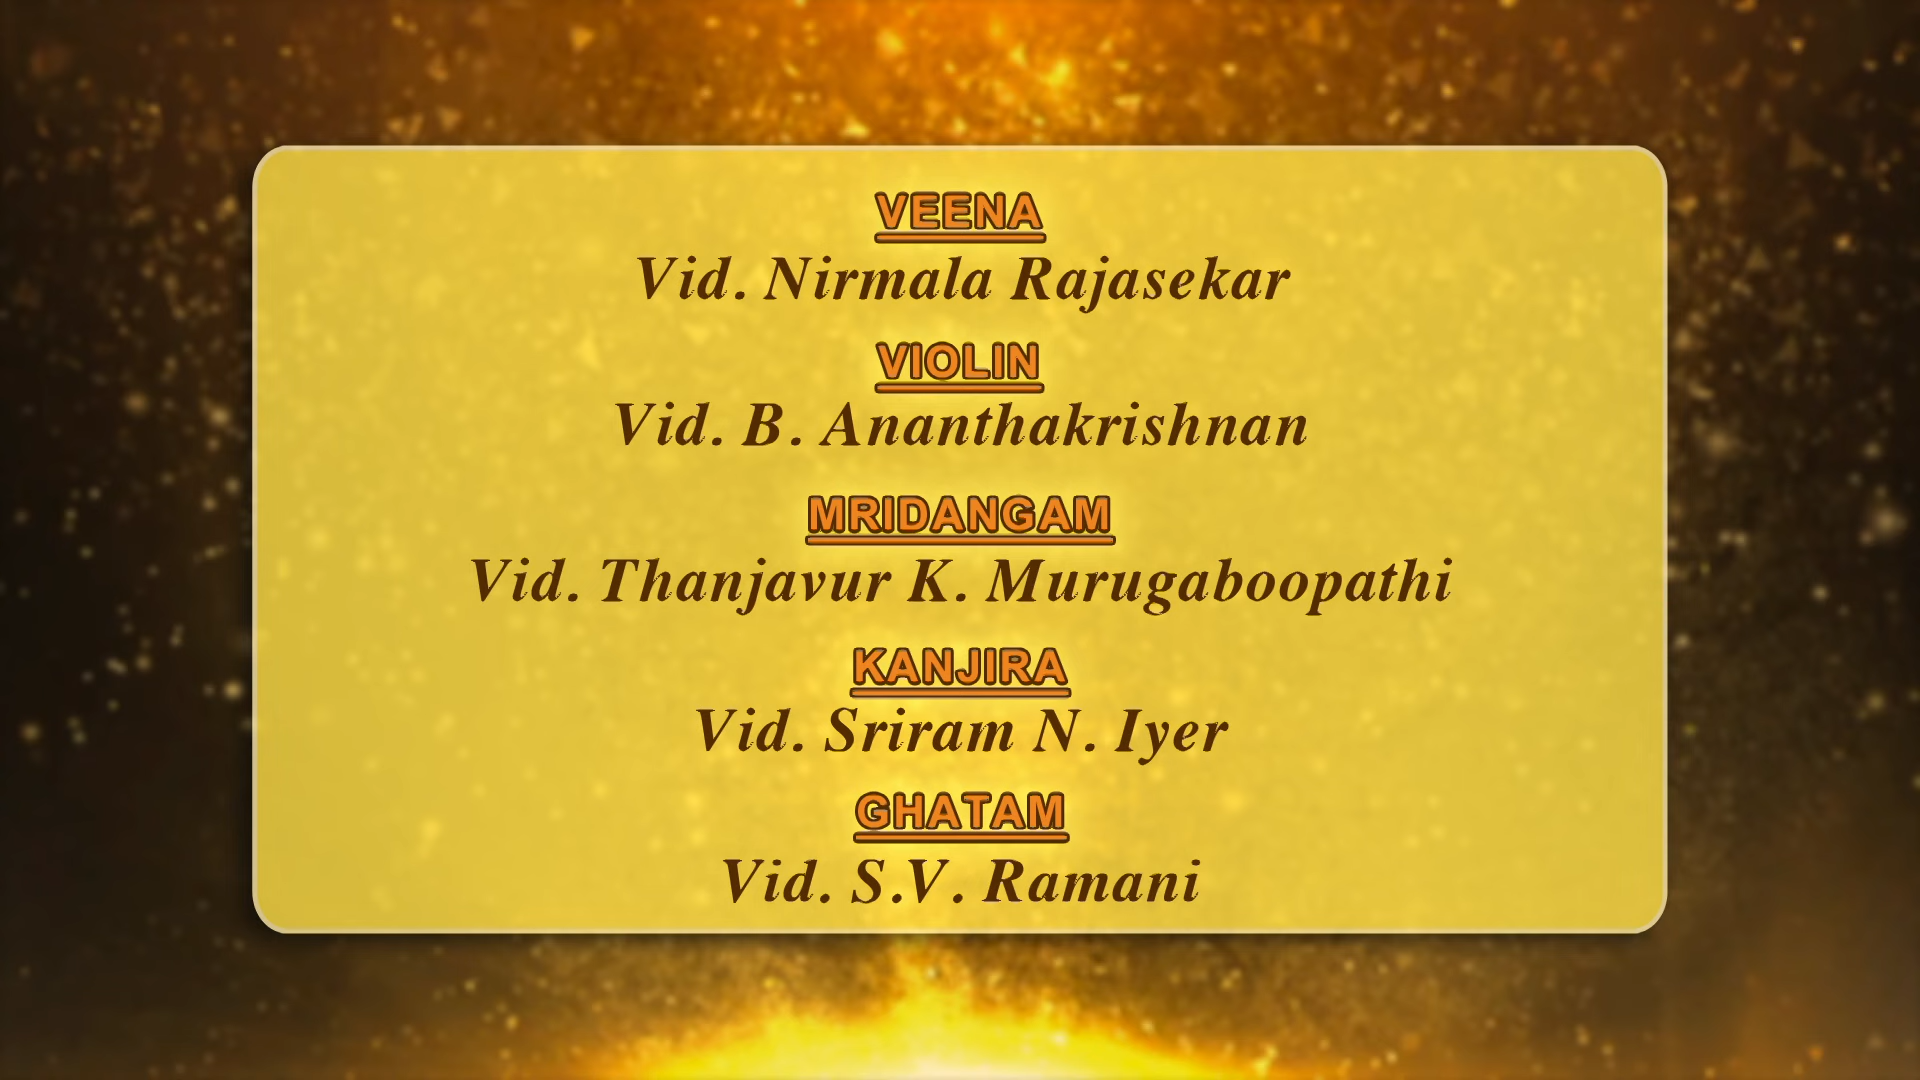 VEENA
Vid. Nirmala Rajasekar
VIOLIN
Vid. B. Ananthakrishnan
MRIDANGAM
Vid. Thanjavur K. Murugaboopathi
KANJIRA
Vid. Sriram N. Iyer
GHATAM
Vid. S.V. Ramani